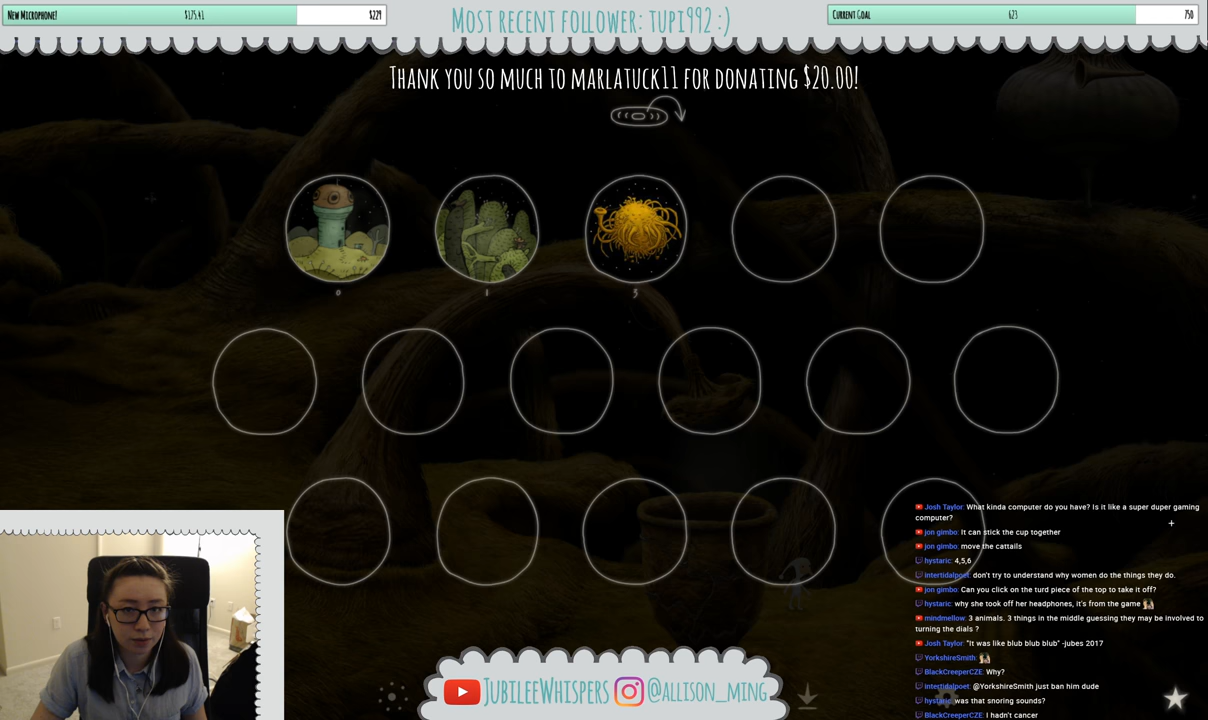 New Microphone! $175.41 $229
Most recent follower: tupi992 :)
Current Goal 623 750
Thank you so much to marlatuck11 for donating $20.00!
0 1 5
Josh Taylor: What kinda computer do you have? Is it like a super duper gaming
computer?
jon gimbo: It can stick the cup together
jon gimbo: move the cattails
hystaric: 4,5,6
intertidalpoet: don't try to understand why women do the things they do.
jon gimbo: Can you click on the turd piece of the top to take it off?
hystaric: why she took off her headphones, it's from the game
mindmellow: 3 animals. 3 things in the middle guessing they may be involved to
turning the dials ?
Josh Taylor: "It was like blub blub blub" -jubes 2017
YorkshireSmith:
BlackCreeperCZE: Why?
intertidalpoet: @YorkshireSmith just ban him dude
hystaric: was that snoring sounds?
BlackCreeperCZE: I hadn't cancer
JubileeWhispers @allison_ming